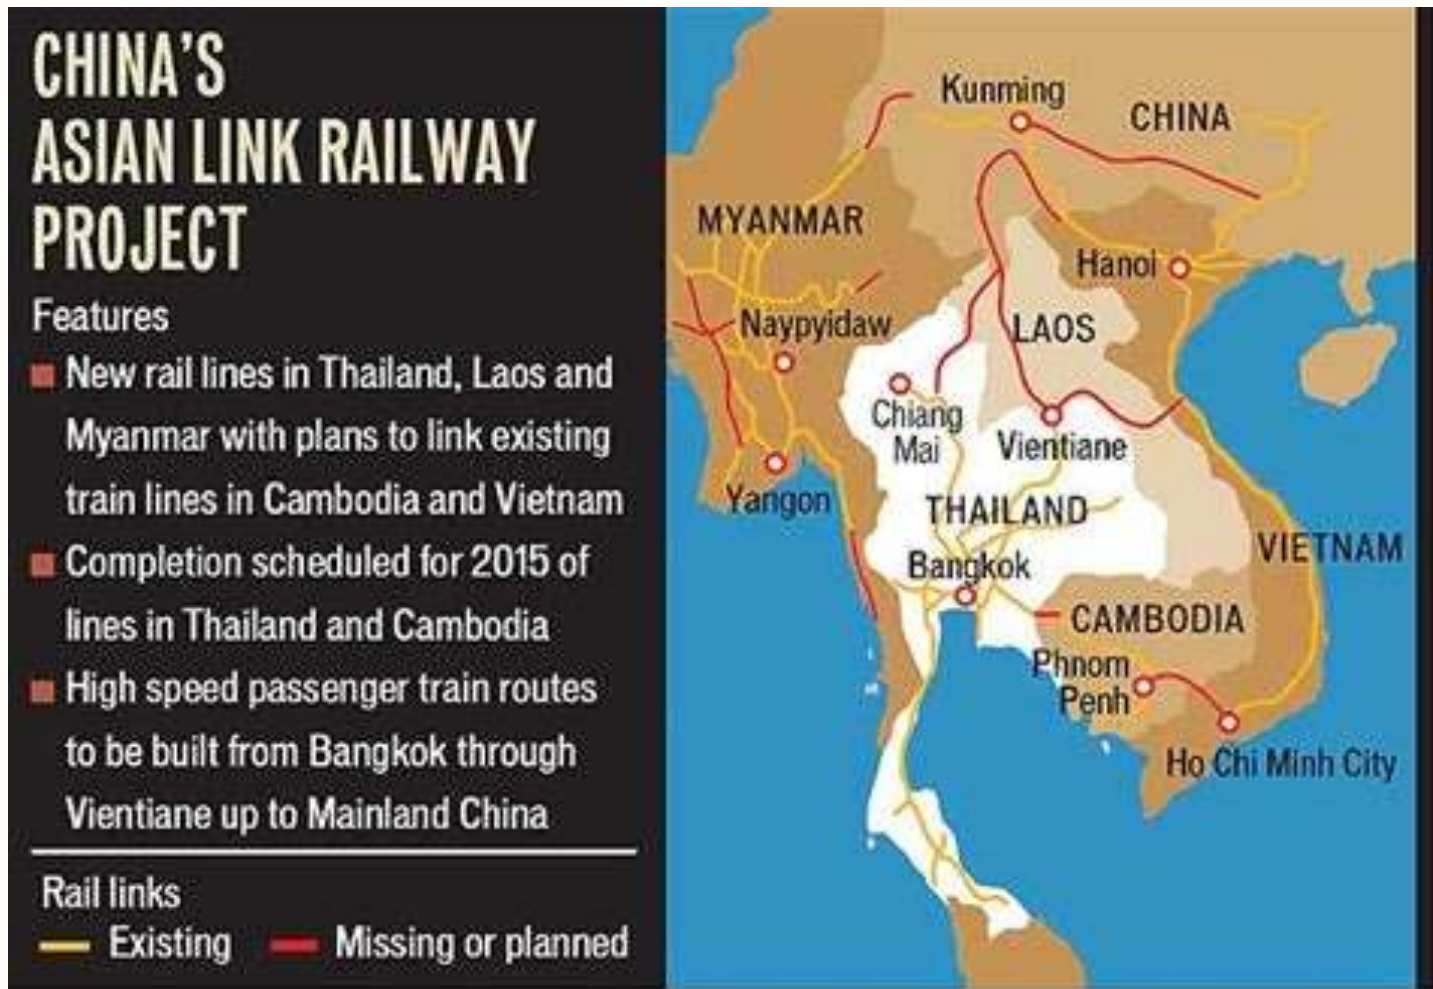 CHINA'S
ASIAN LINK RAILWAY
PROJECT
Features
New rail lines in Thailand, Laos and
Myanmar with plans to link existing
train lines in Cambodia and Vietnam
Completion scheduled for 2015 of
lines in Thailand and Cambodia
High speed passenger train routes
to be built from Bangkok through
Vientiane up to Mainland China
Rail links
Existing
Missing or planned
Kunming
CHINA
MYANMAR
Hanoi
Naypyidaw
LAOS
Chiang
Mai
Vientiane
Yangon
THAILAND
VIETNAM
Bangkok
CAMBODIA
Phnom
Penh
Ho Chi Minh City